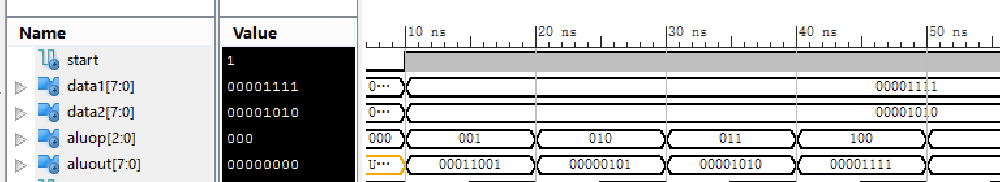 Name Value 10 ns 20 ns 30 ns 40 ns 50 ns
start 1
data1[7:0] 00001111 0··· 00001111
data2[7:0] 00001010 0··· 00001010
aluop[2:0] 000 000 001 010 011 100
aluout[7:0] 00000000 U··· 00011001 00000101 00001010 00001111